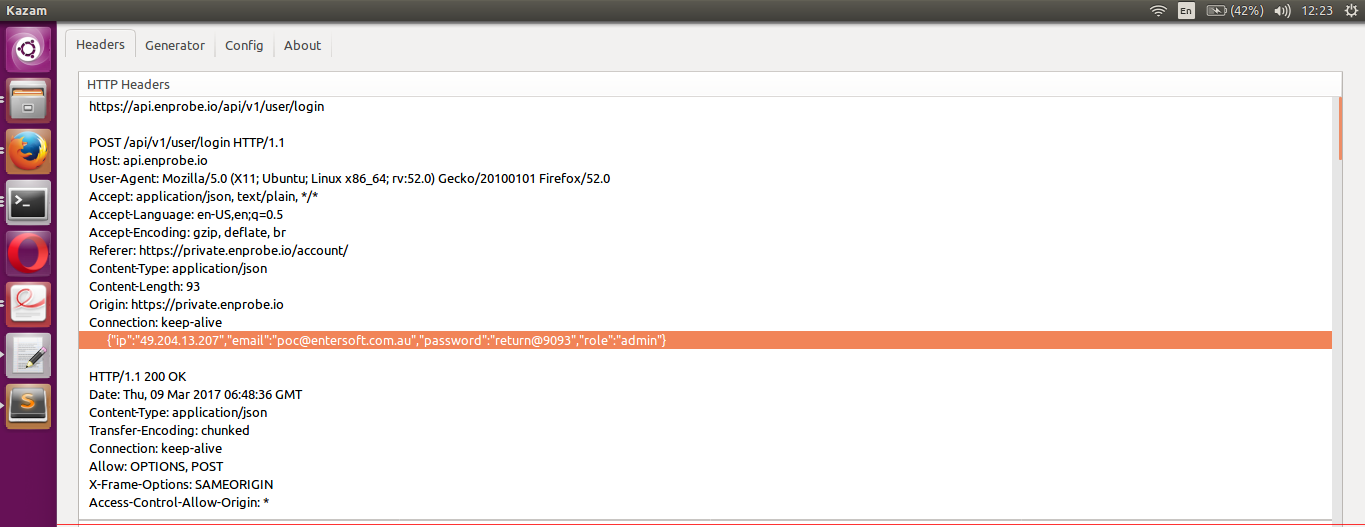 Kazam
En
(42%)
12:23
Headers
Generator
Config
About
HTTP Headers
https://api.enprobe.io/api/v1/user/login
POST /api/v1/user/login HTTP/1.1
Host: api.enprobe.io
User-Agent: Mozilla/5.0 (X11; Ubuntu; Linux x86_64; rv:52.0) Gecko/20100101 Firefox/52.0
Accept: application/json, text/plain, */*
Accept-Language: en-US,en;q=0.5
Accept-Encoding: gzip, deflate, br
Referer: https://private.enprobe.io/account/
Content-Type: application/json
Content-Length: 93
Origin: https://private.enprobe.io
Connection: keep-alive
{"ip":"49.204.13.207","email":"poc@entersoft.com.au","password":"return@9093","role":"admin"}
HTTP/1.1 200 OK
Date: Thu, 09 Mar 2017 06:48:36 GMT
Content-Type: application/json
Transfer-Encoding: chunked
Connection: keep-alive
Allow: OPTIONS, POST
X-Frame-Options: SAMEORIGIN
Access-Control-Allow-Origin: *